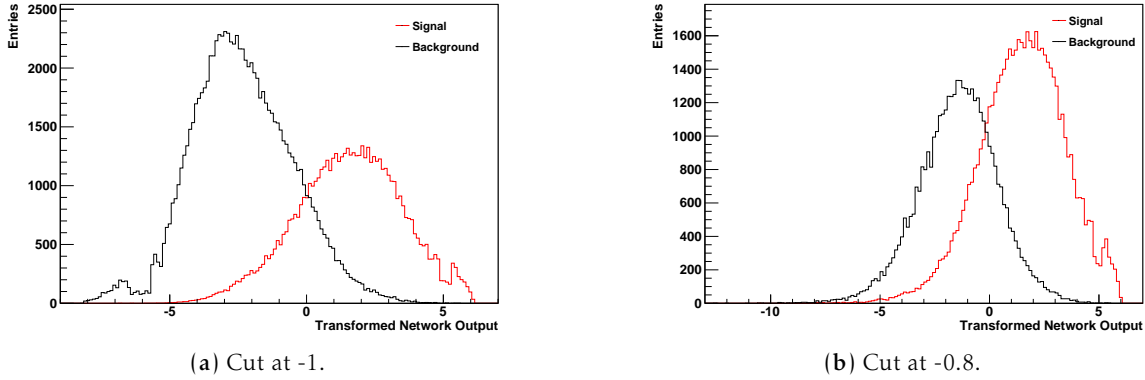 Entries
2500
2000
1500
1000
500
0
-5 0 5
Transformed Network Output
Signal
Background
(a) Cut at -1.
Entries
1600
1400
1200
1000
800
600
400
200
0
-10 -5 0 5
Transformed Network Output
Signal
Background
(b) Cut at -0.8.